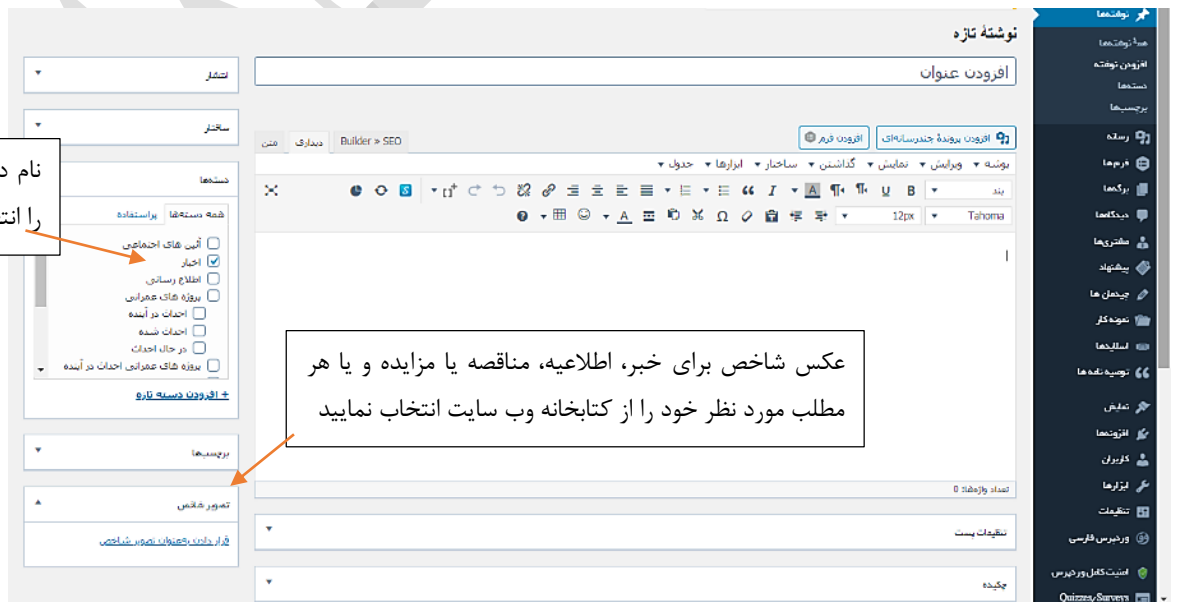 نوشته‌ها
همهٔ نوشته‌ها
افزودن نوشته
دسته‌ها
برچسب‌ها
رسانه
فرم‌ها
برگه‌ها
دیدگاه‌ها
مشتری‌ها
پیشنهاد
چیدمان ها
نمونه کار
اسلایدها
توصیه نامه ها
نمایش
افزونه‌ها
کاربران
ابزارها
تنظیمات
وردپرس فارسی
امنیت کامل وردپرس
Quizzes/Surveys
نوشتهٔ تازه
افزودن عنوان
افزودن پروندهٔ چندرسانه‌ای
افزودن فرم
Builder » SEO
دیداری
متن
پوشه
ویرایش
نمایش
گذاشتن
ساختار
ابزارها
جدول
بند
Tahoma
12px
عکس شاخص برای خبر، اطلاعیه، مناقصه یا مزایده و یا هر
مطلب مورد نظر خود را از کتابخانه وب سایت انتخاب نمایید
تعداد واژه‌ها: 0
تنظیمات پست
چکیده
انتشار
ساختار
نام د
را انت
دسته‌ها
همه دسته‌ها
پراستفاده
آئین های اجتماعی
اخبار
اطلاع رسانی
پروژه های عمرانی
احداث در آینده
احداث شده
در حال احداث
پروژه های عمرانی احداث در آینده
+ افزودن دسته تازه
برچسب‌ها
تصویر شاخص
قرار دادن به‌عنوان تصویر شاخص